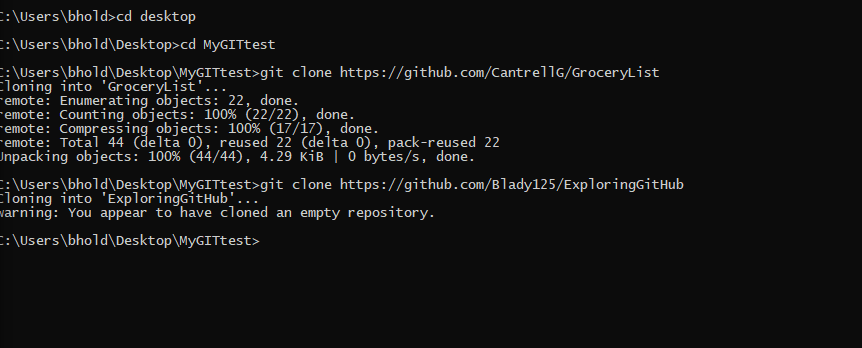 C:\Users\bhold>cd desktop
C:\Users\bhold\Desktop>cd MyGITtest
C:\Users\bhold\Desktop\MyGITtest>git clone https://github.com/CantrellG/GroceryList
Cloning into 'GroceryList'...
remote: Enumerating objects: 22, done.
remote: Counting objects: 100% (22/22), done.
remote: Compressing objects: 100% (17/17), done.
remote: Total 44 (delta 0), reused 22 (delta 0), pack-reused 22
Unpacking objects: 100% (44/44), 4.29 KiB | 0 bytes/s, done.
C:\Users\bhold\Desktop\MyGITtest>git clone https://github.com/Blady125/ExploringGitHub
Cloning into 'ExploringGitHub'...
warning: You appear to have cloned an empty repository.
C:\Users\bhold\Desktop\MyGITtest>